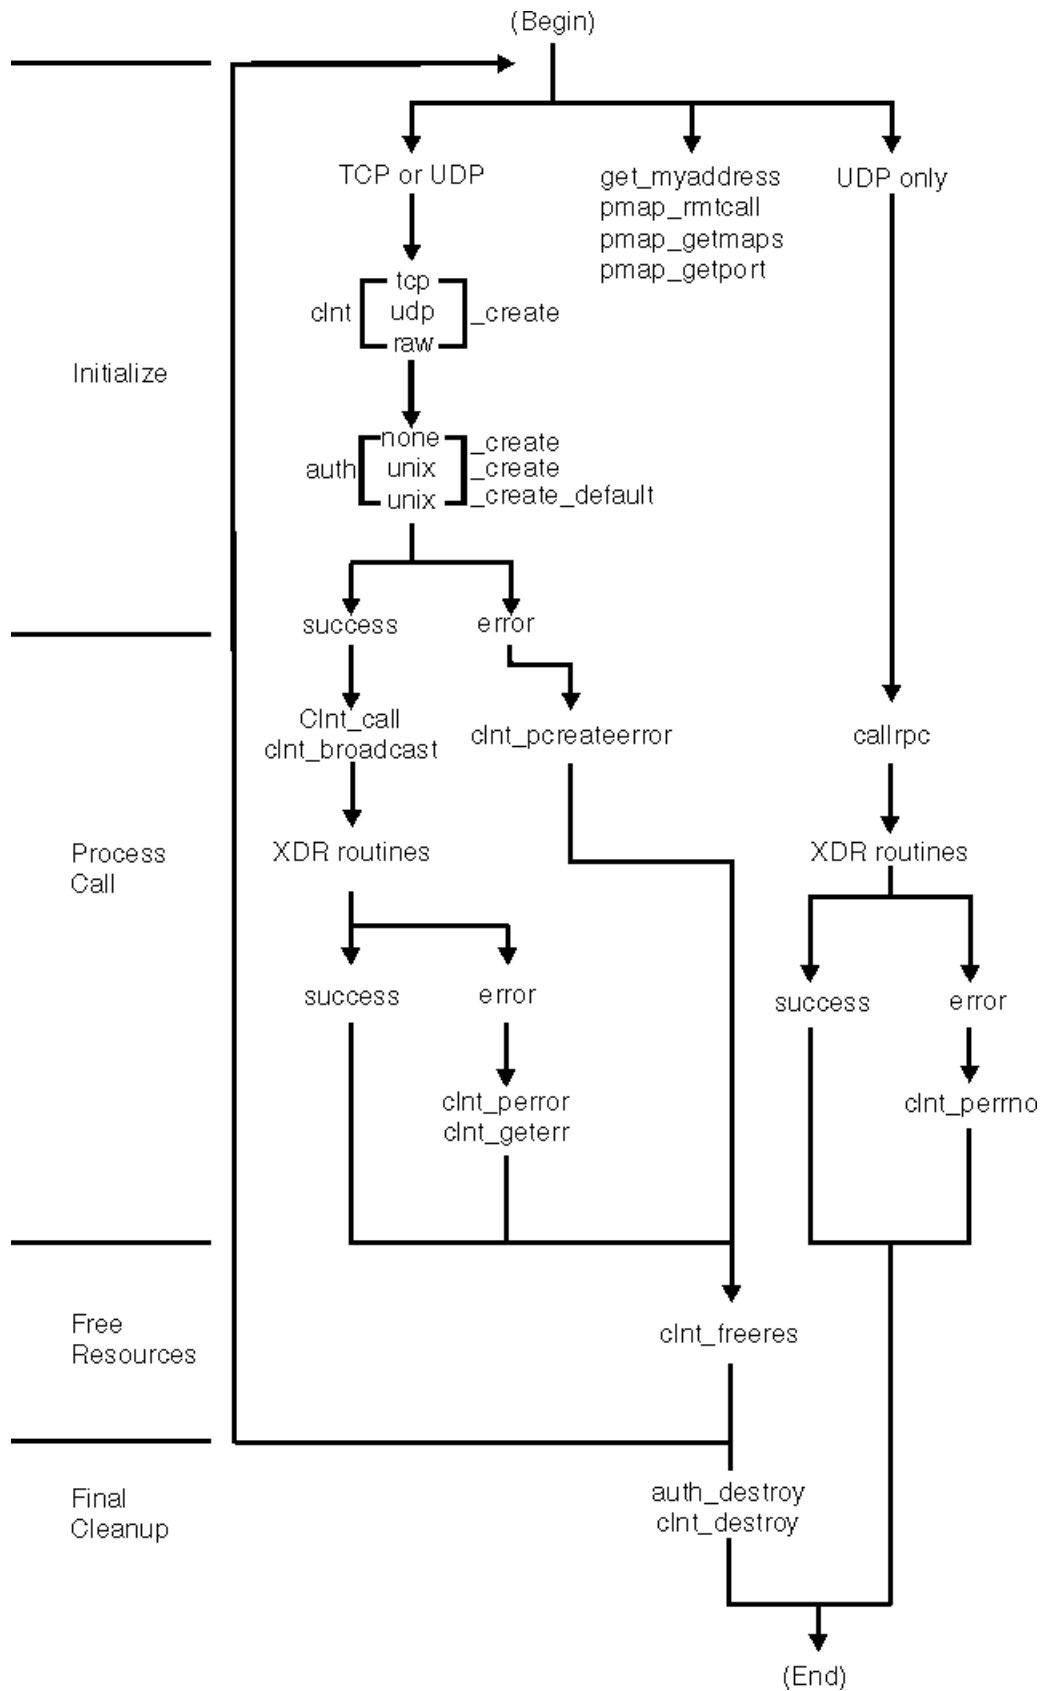 (Begin)
TCP or UDP
get_myaddress
pmap_rmtcall
pmap_getmaps
pmap_getport
UDP only
clnt
tcp
udp
raw
_create
Initialize
auth
none
unix
unix
_create
_create
_create_default
success
error
Clnt_call
clnt_broadcast
clnt_pcreateerror
callrpc
Process
Call
XDR routines
XDR routines
success
error
success
error
clnt_perror
clnt_geterr
clnt_perrno
Free
Resources
clnt_freeres
Final
Cleanup
auth_destroy
clnt_destroy
(End)